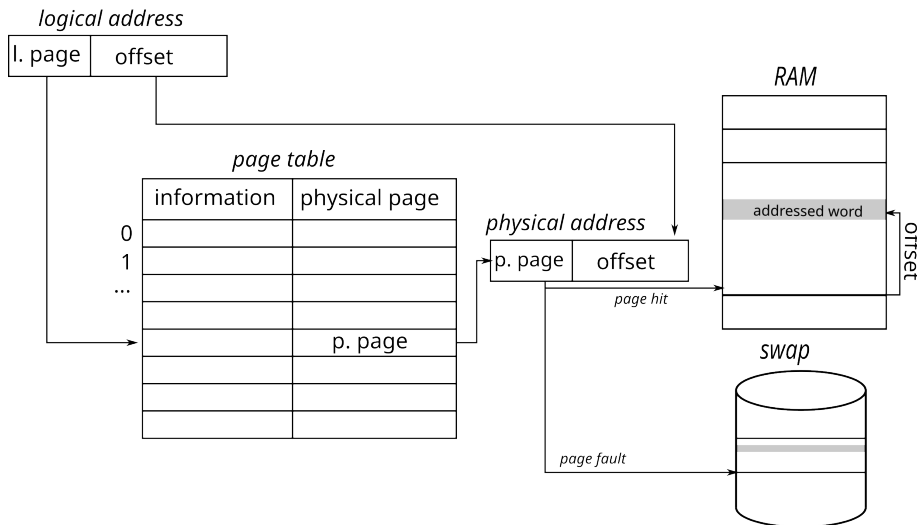 logical address
l. page
offset
RAM
page table
information
physical page
addressed word
0
physical address
offset
1
p. page
offset
...
page hit
p. page
swap
page fault